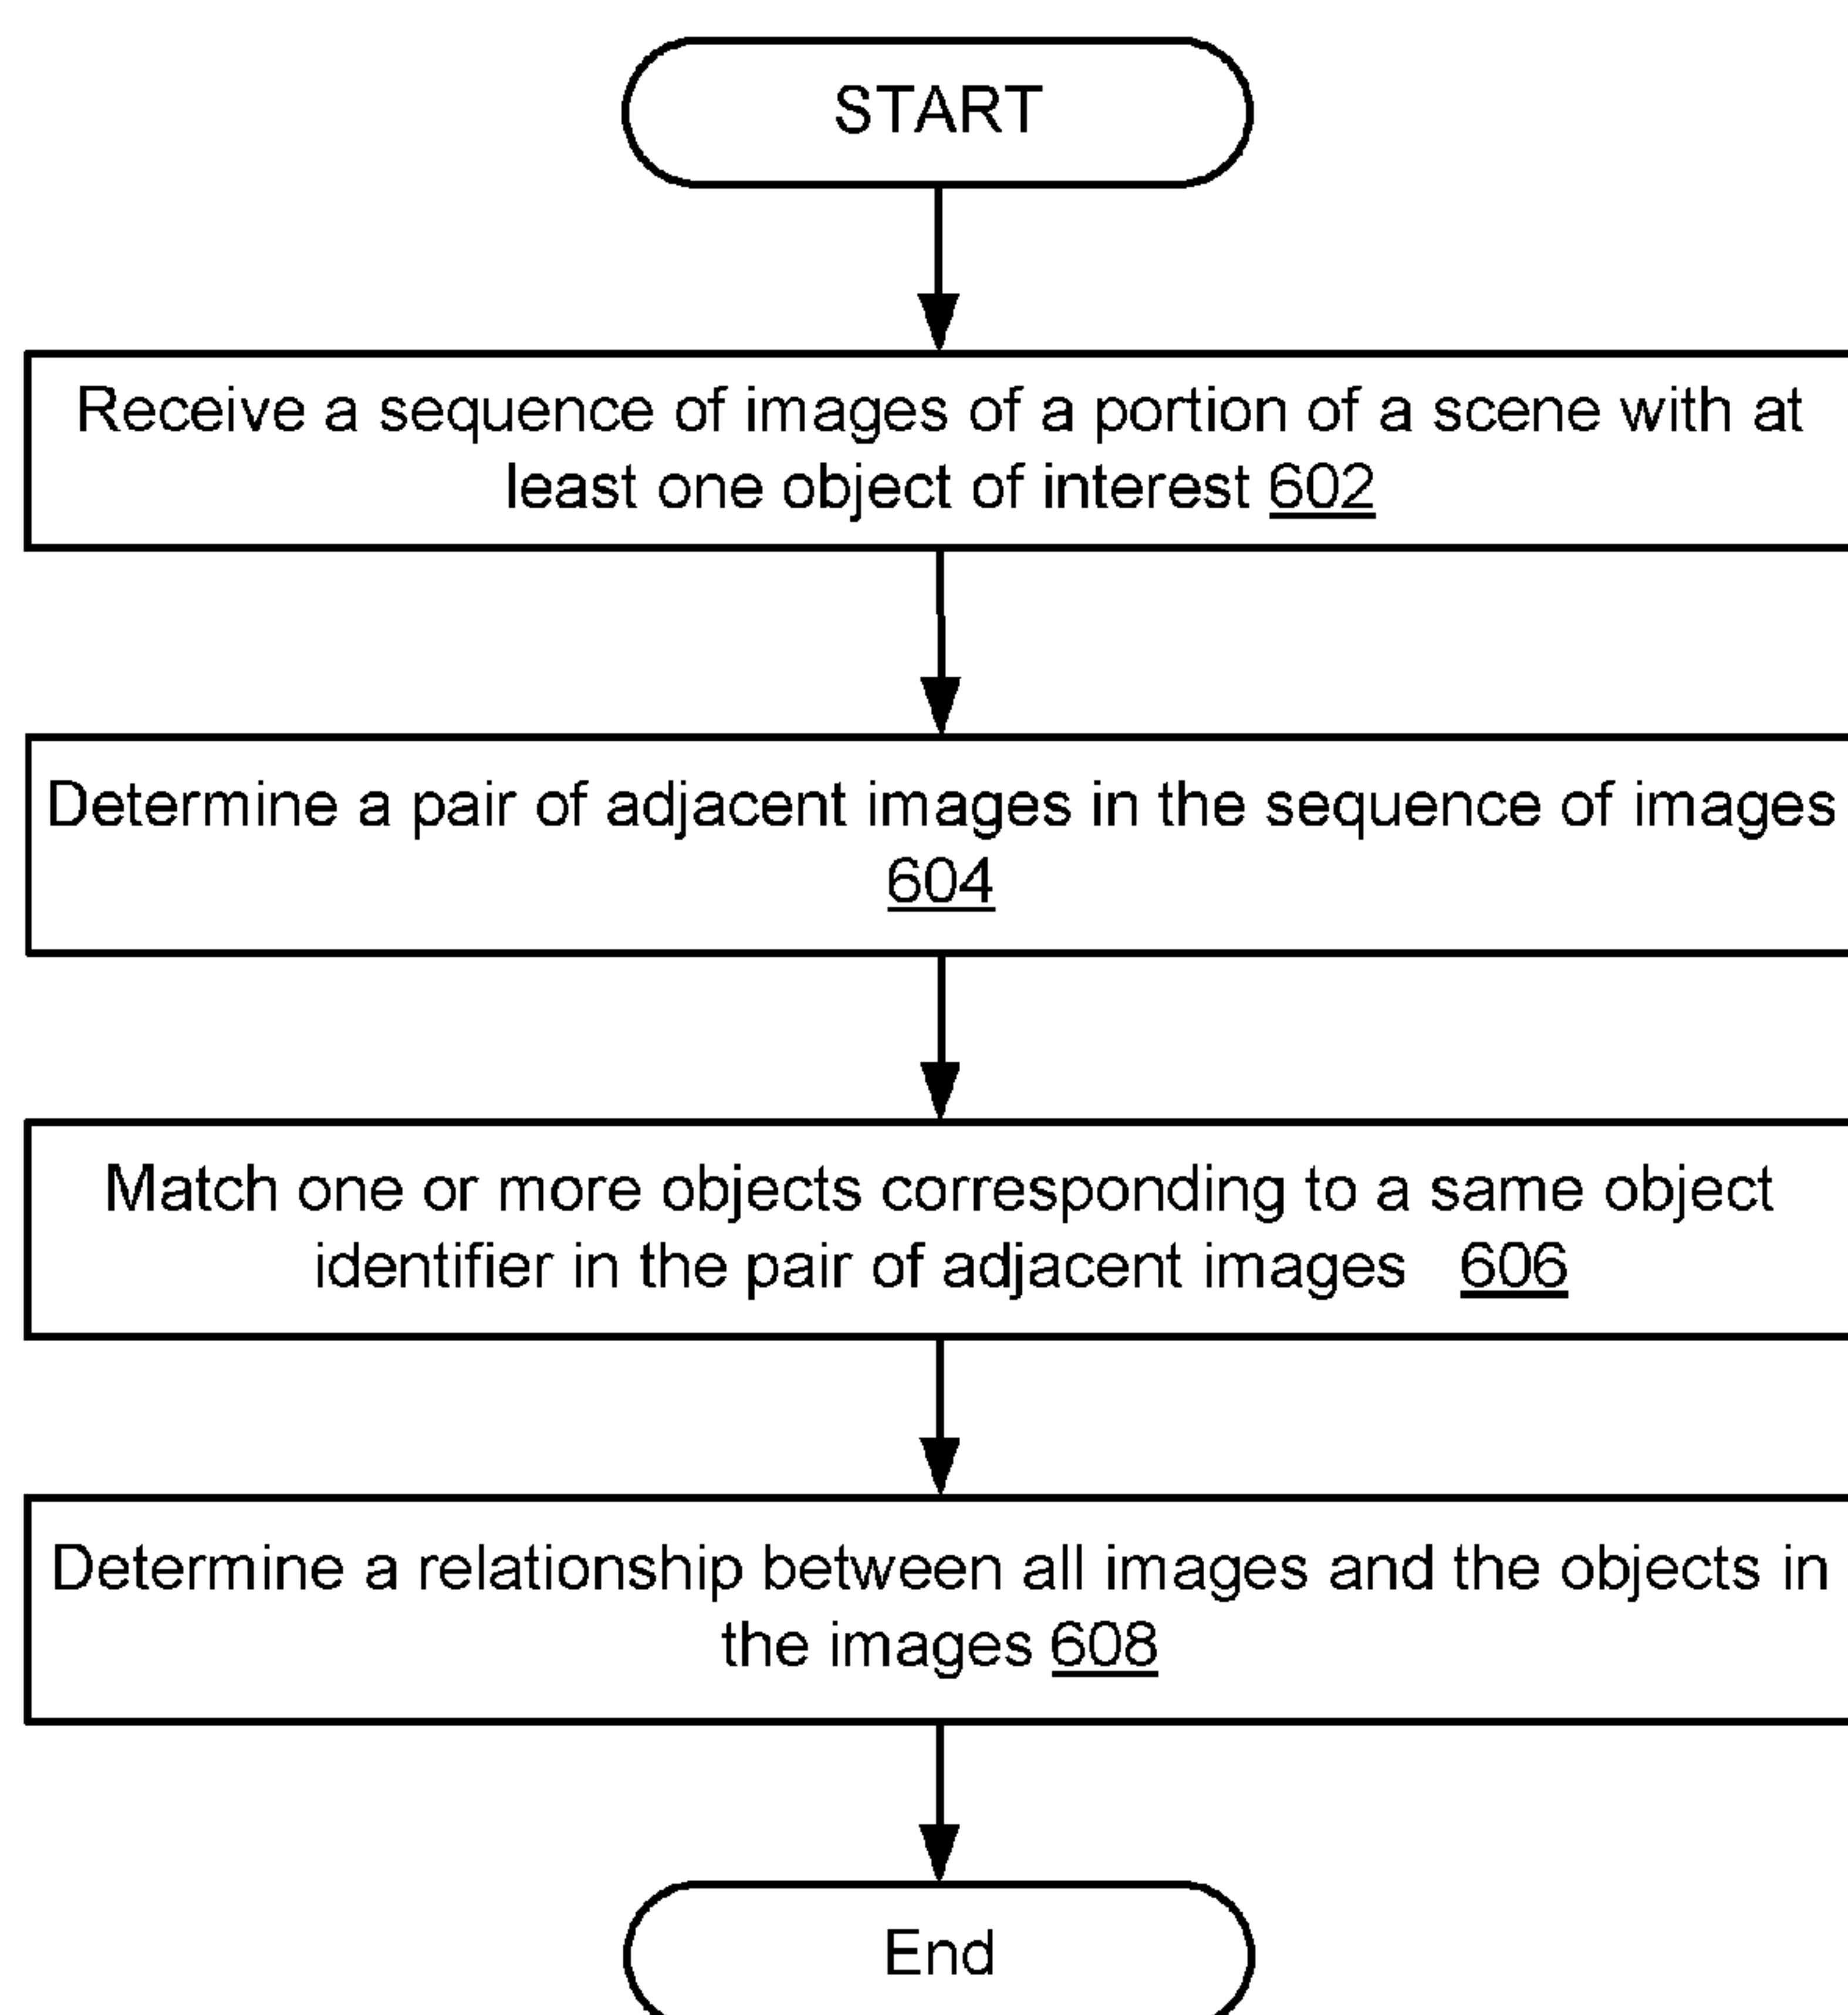 START
Receive a sequence of images of a portion of a scene with at
least one object of interest 602
Determine a pair of adjacent images in the sequence of images
604
Match one or more objects corresponding to a same object
identifier in the pair of adjacent images 606
Determine a relationship between all images and the objects in
the images 608
End